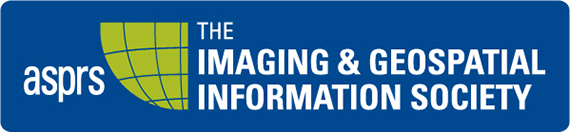 asprs
THE
IMAGING & GEOSPATIAL
INFORMATION SOCIETY